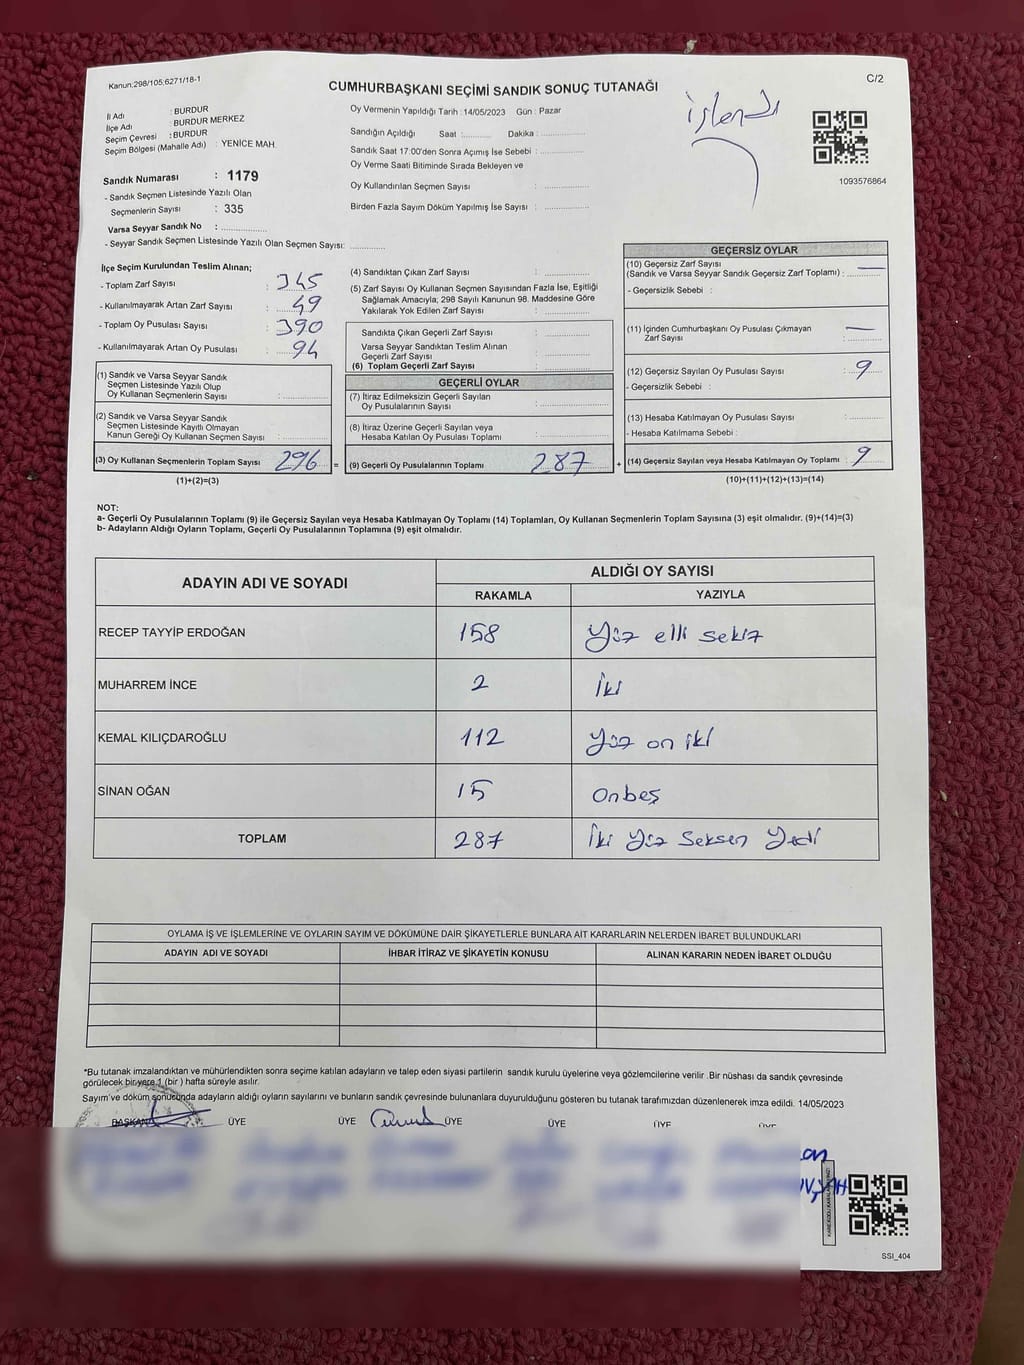 Kanun:298/105,6271/18-1
CUMHURBAŞKANI SEÇİMİ SANDIK SONUÇ TUTANAĞI
C/2
İl Adı : BURDUR
İlçe Adı : BURDUR MERKEZ
Seçim Çevresi : BURDUR
Seçim Bölgesi (Mahalle Adı) : YENİCE MAH.
Sandık Numarası : 1179
- Sandık Seçmen Listesinde Yazılı Olan
Seçmenlerin Sayısı : 335
Varsa Seyyar Sandık No :
- Seyyar Sandık Seçmen Listesinde Yazılı Olan Seçmen Sayısı:
Oy Vermenin Yapıldığı Tarih : 14/05/2023 Gün : Pazar
Sandığın Açıldığı Saat : Dakika :
Sandık Saat 17:00'den Sonra Açımış İse Sebebi :
Oy Verme Saati Bitiminde Sırada Bekleyen ve
Oy Kullandırılan Seçmen Sayısı :
Birden Fazla Sayım Döküm Yapılmış İse Sayısı :
işlendi
1093576864
İlçe Seçim Kurulundan Teslim Alınan;
- Toplam Zarf Sayısı : 345
- Kullanılmayarak Artan Zarf Sayısı : 49
- Toplam Oy Pusulası Sayısı : 390
- Kullanılmayarak Artan Oy Pusulası : 94
(1) Sandık ve Varsa Seyyar Sandık
Seçmen Listesinde Yazılı Olup
Oy Kullanan Seçmenlerin Sayısı :
(2) Sandık ve Varsa Seyyar Sandık
Seçmen Listesinde Kayıtlı Olmayan
Kanun Gereği Oy Kullanan Seçmen Sayısı :
(3) Oy Kullanan Seçmenlerin Toplam Sayısı : 296 =
(1)+(2)=(3)
(4) Sandıktan Çıkan Zarf Sayısı :
(5) Zarf Sayısı Oy Kullanan Seçmen Sayısından Fazla İse, Eşitliği
Sağlamak Amacıyla, 298 Sayılı Kanunun 98. Maddesine Göre
Yakılarak Yok Edilen Zarf Sayısı :
Sandıkta Çıkan Geçerli Zarf Sayısı :
Varsa Seyyar Sandıktan Teslim Alınan
Geçerli Zarf Sayısı :
(6) Toplam Geçerli Zarf Sayısı :
GEÇERLİ OYLAR
(7) İtiraz Edilmeksizin Geçerli Sayılan
Oy Pusulalarının Sayısı :
(8) İtiraz Üzerine Geçerli Sayılan veya
Hesaba Katılan Oy Pusulası Toplamı :
(9) Geçerli Oy Pusulalarının Toplamı : 287 +
GEÇERSİZ OYLAR
(10) Geçersiz Zarf Sayısı
(Sandık ve Varsa Seyyar Sandık Geçersiz Zarf Toplamı) : —
- Geçersizlik Sebebi :
(11) İçinden Cumhurbaşkanı Oy Pusulası Çıkmayan
Zarf Sayısı : —
(12) Geçersiz Sayılan Oy Pusulası Sayısı : 9
- Geçersizlik Sebebi :
(13) Hesaba Katılmayan Oy Pusulası Sayısı :
- Hesaba Katılmama Sebebi :
(14) Geçersiz Sayılan veya Hesaba Katılmayan Oy Toplamı : 9
(10)+(11)+(12)+(13)=(14)
NOT:
a- Geçerli Oy Pusulalarının Toplamı (9) ile Geçersiz Sayılan veya Hesaba Katılmayan Oy Toplamı (14) Toplamları, Oy Kullanan Seçmenlerin Toplam Sayısına (3) eşit olmalıdır. (9)+(14)=(3)
b- Adayların Aldığı Oyların Toplamı, Geçerli Oy Pusulalarının Toplamına (9) eşit olmalıdır.
ADAYIN ADI VE SOYADI ALDIĞI OY SAYISI
RAKAMLA YAZIYLA
RECEP TAYYİP ERDOĞAN 158 Yüz elli sekiz
MUHARREM İNCE 2 İki
KEMAL KILIÇDAROĞLU 112 Yüz on iki
SİNAN OĞAN 15 Onbeş
TOPLAM 287 İki Yüz Seksen Yedi
OYLAMA İŞ VE İŞLEMLERİNE VE OYLARIN SAYIM VE DÖKÜMÜNE DAİR ŞİKAYETLERLE BUNLARA AİT KARARLARIN NELERDEN İBARET BULUNDUKLARI
ADAYIN ADI VE SOYADI İHBAR İTİRAZ VE ŞİKAYETİN KONUSU ALINAN KARARIN NEDEN İBARET OLDUĞU
*Bu tutanak imzalandıktan ve mühürlendikten sonra seçime katılan adayların ve talep eden siyasi partilerin sandık kurulu üyelerine veya gözlemcilerine verilir .Bir nüshası da sandık çevresinde
görülecek bir yere 1 (bir ) hafta süreyle asılır.
Sayım ve döküm sonucunda adayların aldığı oyların sayılarını ve bunların sandık çevresinde bulunanlara duyurulduğunu gösteren bu tutanak tarafımızdan düzenlenerek imza edildi. 14/05/2023
BAŞKAN ÜYE ÜYE ÜYE ÜYE ÜYE ÜYE
SSI_404